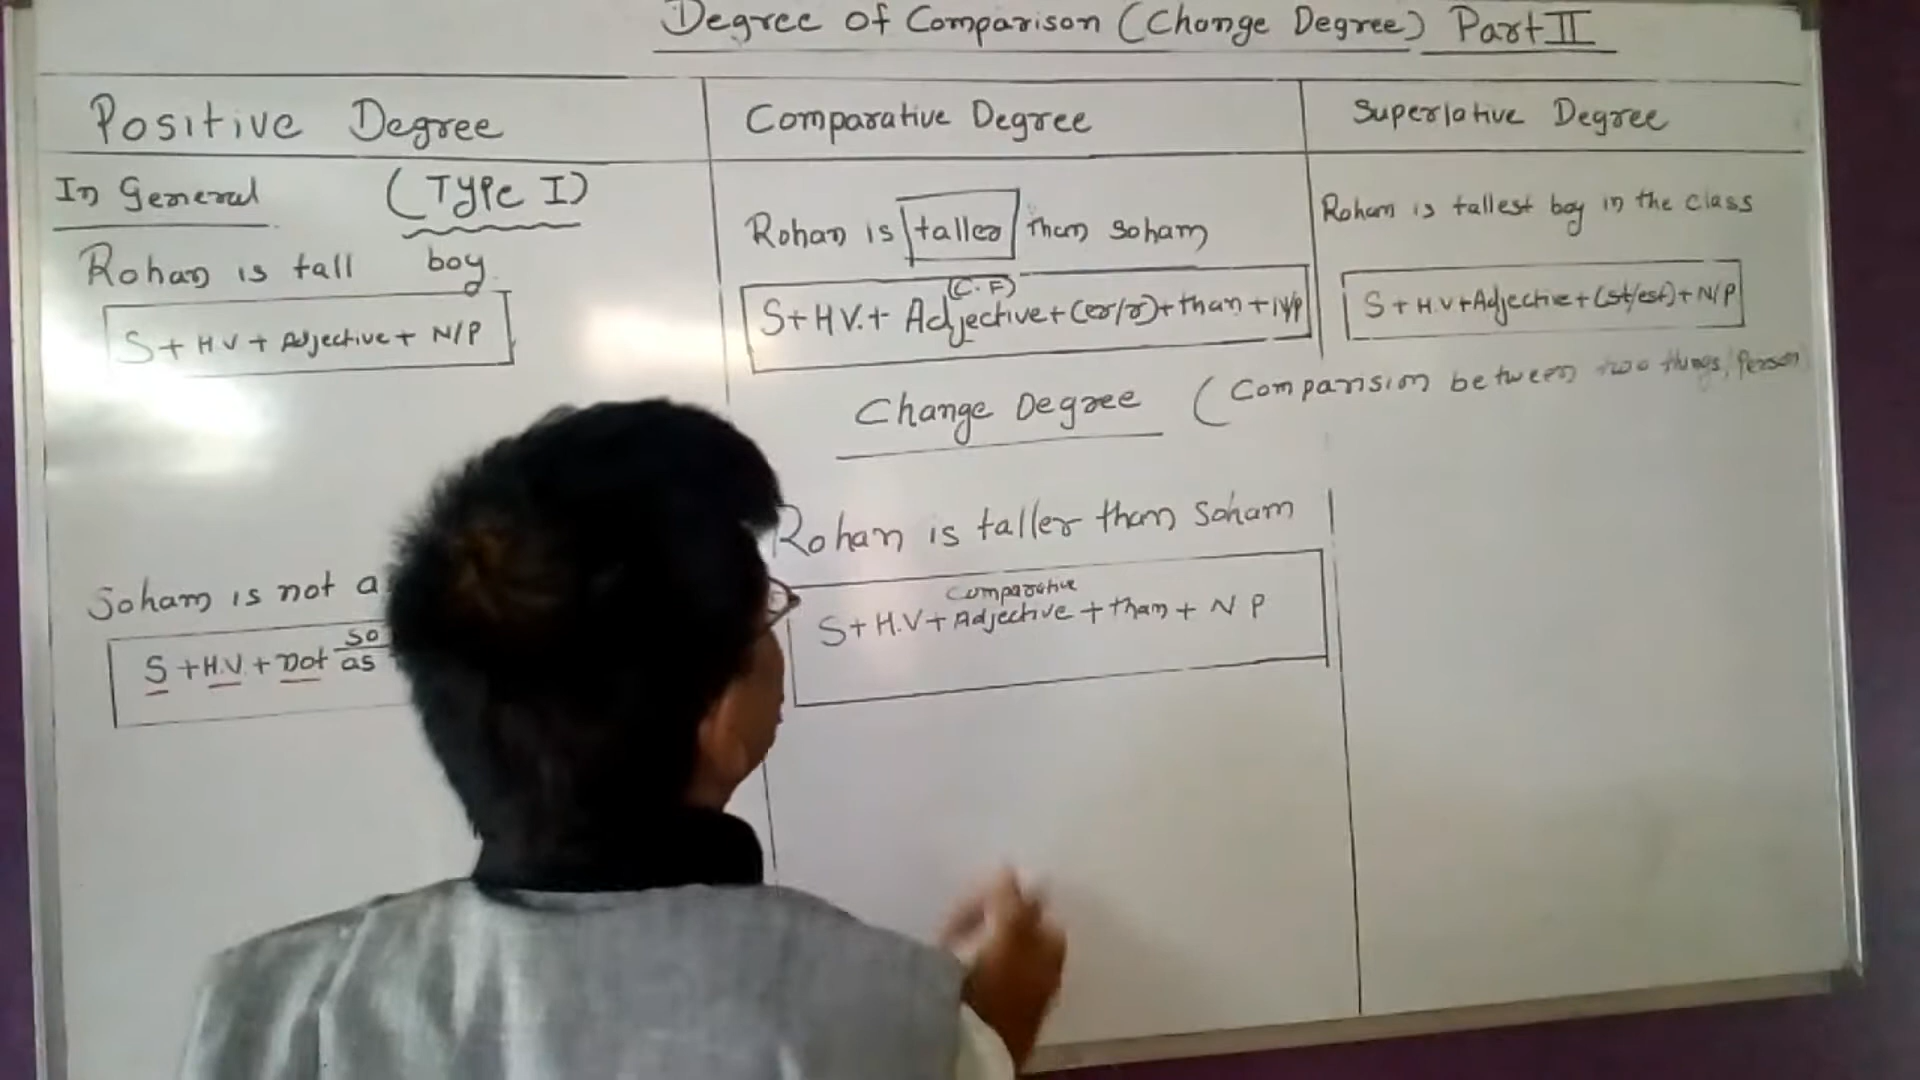 Degree of Comparison (Change Degree) Part II
Positive Degree
Comparative Degree
Superlative Degree
In General (Type I)
Rohan is tall boy
S + H V + Adjective + N/P
Rohan is taller than soham
(C.F)
S + H V. + Adjective + (er/r) + than + N/P
Rohan is tallest boy in the class
S + H.V + Adjective + (st/est) + N/P
Change Degree (Comparision between two things, Person
Soham is not a
S + H.V. + not so
as
Rohan is taller than Soham
Comparative
S + H.V + Adjective + than + N P